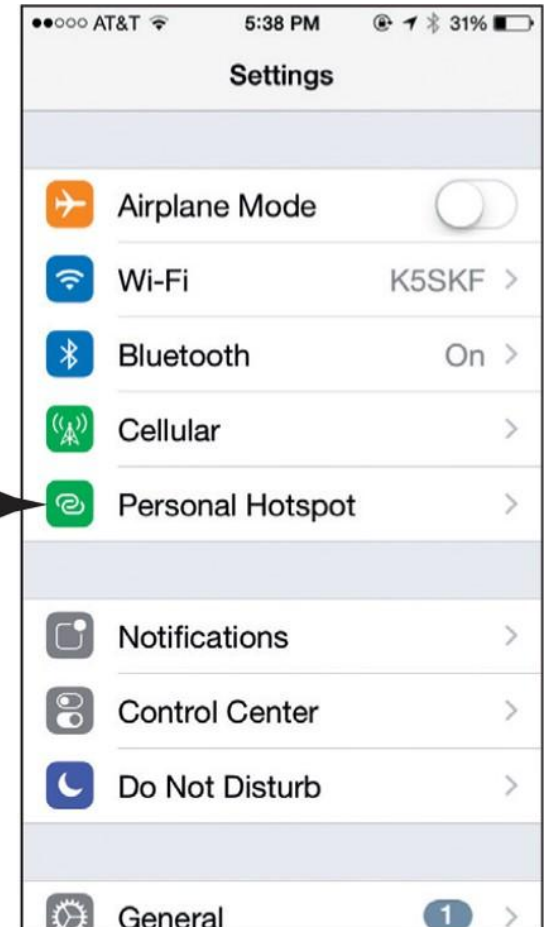 AT&T 5:38 PM 31%
Settings
Airplane Mode
Wi-Fi K5SKF
Bluetooth On
Cellular
Personal Hotspot
Notifications
Control Center
Do Not Disturb
General 1